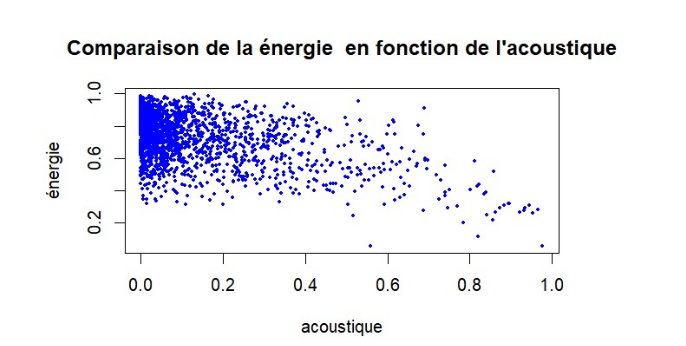 Comparaison de la énergie  en fonction de l'acoustique
énergie
1.0
0.6
0.2
0.0 0.2 0.4 0.6 0.8 1.0
acoustique